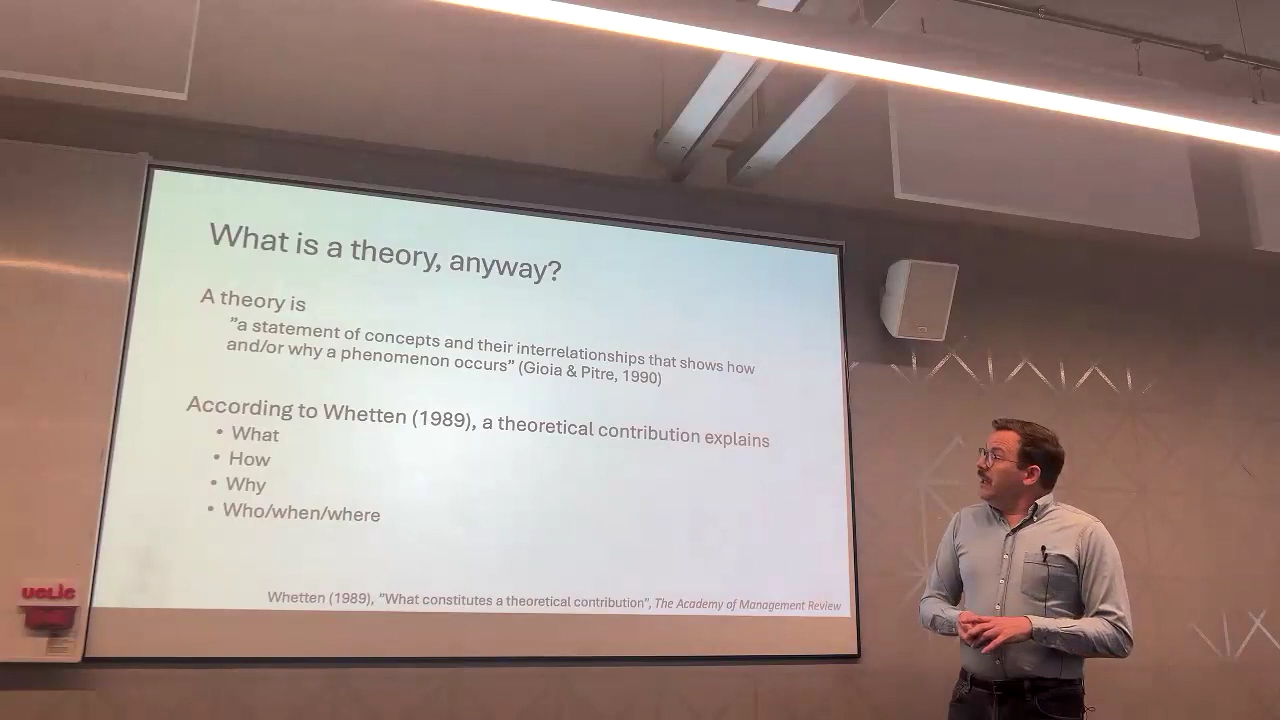 What is a theory, anyway?
A theory is
”a statement of concepts and their interrelationships that shows how
and/or why a phenomenon occurs” (Gioia & Pitre, 1990)
According to Whetten (1989), a theoretical contribution explains
• What
• How
• Why
• Who/when/where
Whetten (1989), ”What constitutes a theoretical contribution”, The Academy of Management Review